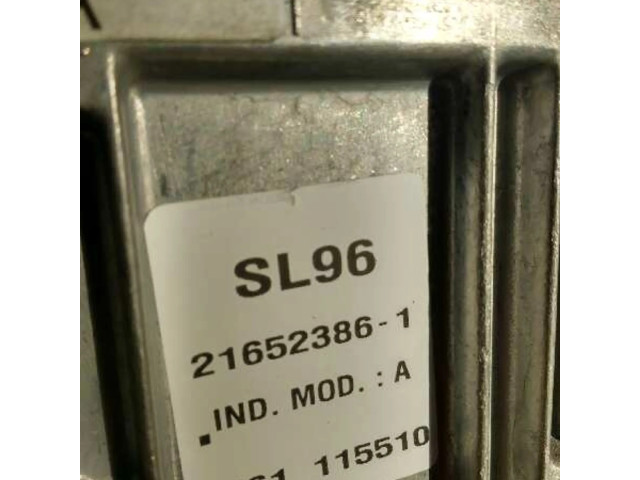 SL96
21652386-1
IND. MOD. : A
115510